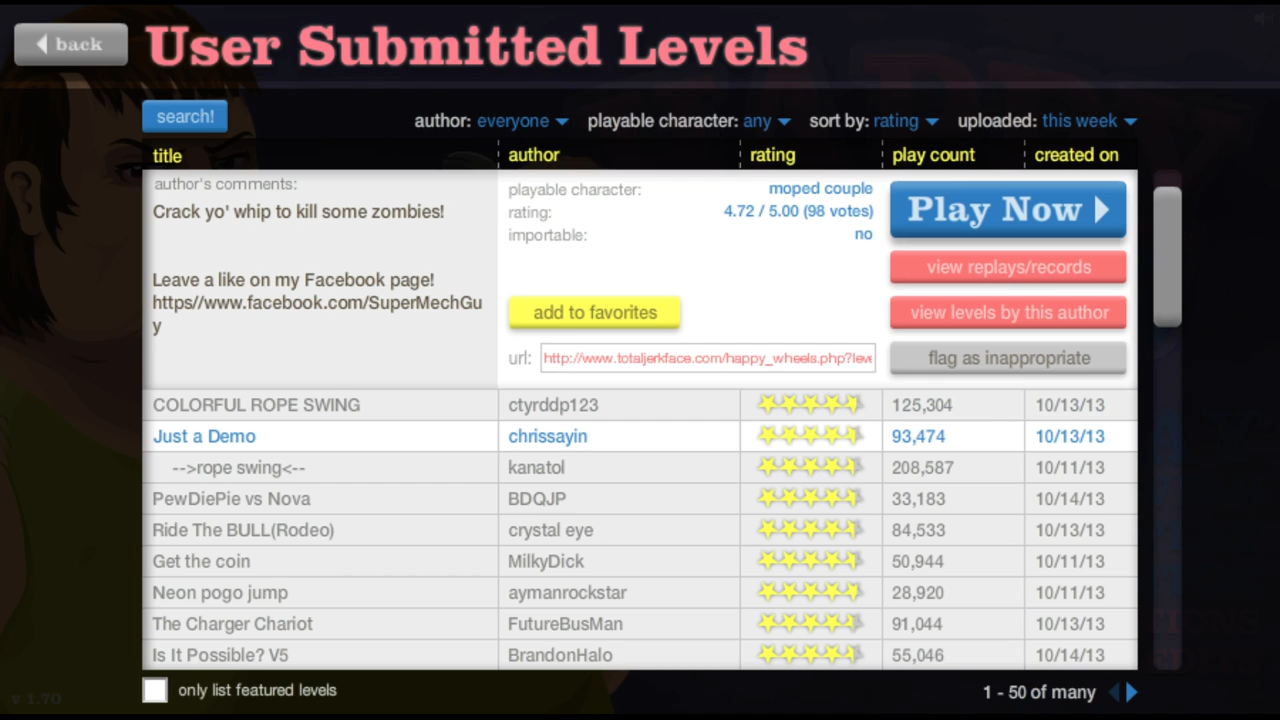 back
User Submitted Levels
search!
author: everyone playable character: any sort by: rating uploaded: this week
title author rating play count created on
author's comments:
Crack yo' whip to kill some zombies!
Leave a like on my Facebook page!
https//www.facebook.com/SuperMechGu
y
playable character: moped couple
rating: 4.72 / 5.00 (98 votes)
importable: no
add to favorites
url: http://www.totaljerkface.com/happy_wheels.php?leve
Play Now
view replays/records
view levels by this author
flag as inappropriate
COLORFUL ROPE SWING ctyrddp123 125,304 10/13/13
Just a Demo chrissayin 93,474 10/13/13
-->rope swing<-- kanatol 208,587 10/11/13
PewDiePie vs Nova BDQJP 33,183 10/14/13
Ride The BULL(Rodeo) crystal eye 84,533 10/13/13
Get the coin MilkyDick 50,944 10/11/13
Neon pogo jump aymanrockstar 28,920 10/11/13
The Charger Chariot FutureBusMan 91,044 10/13/13
Is It Possible? V5 BrandonHalo 55,046 10/14/13
only list featured levels
1 - 50 of many
v 1.70